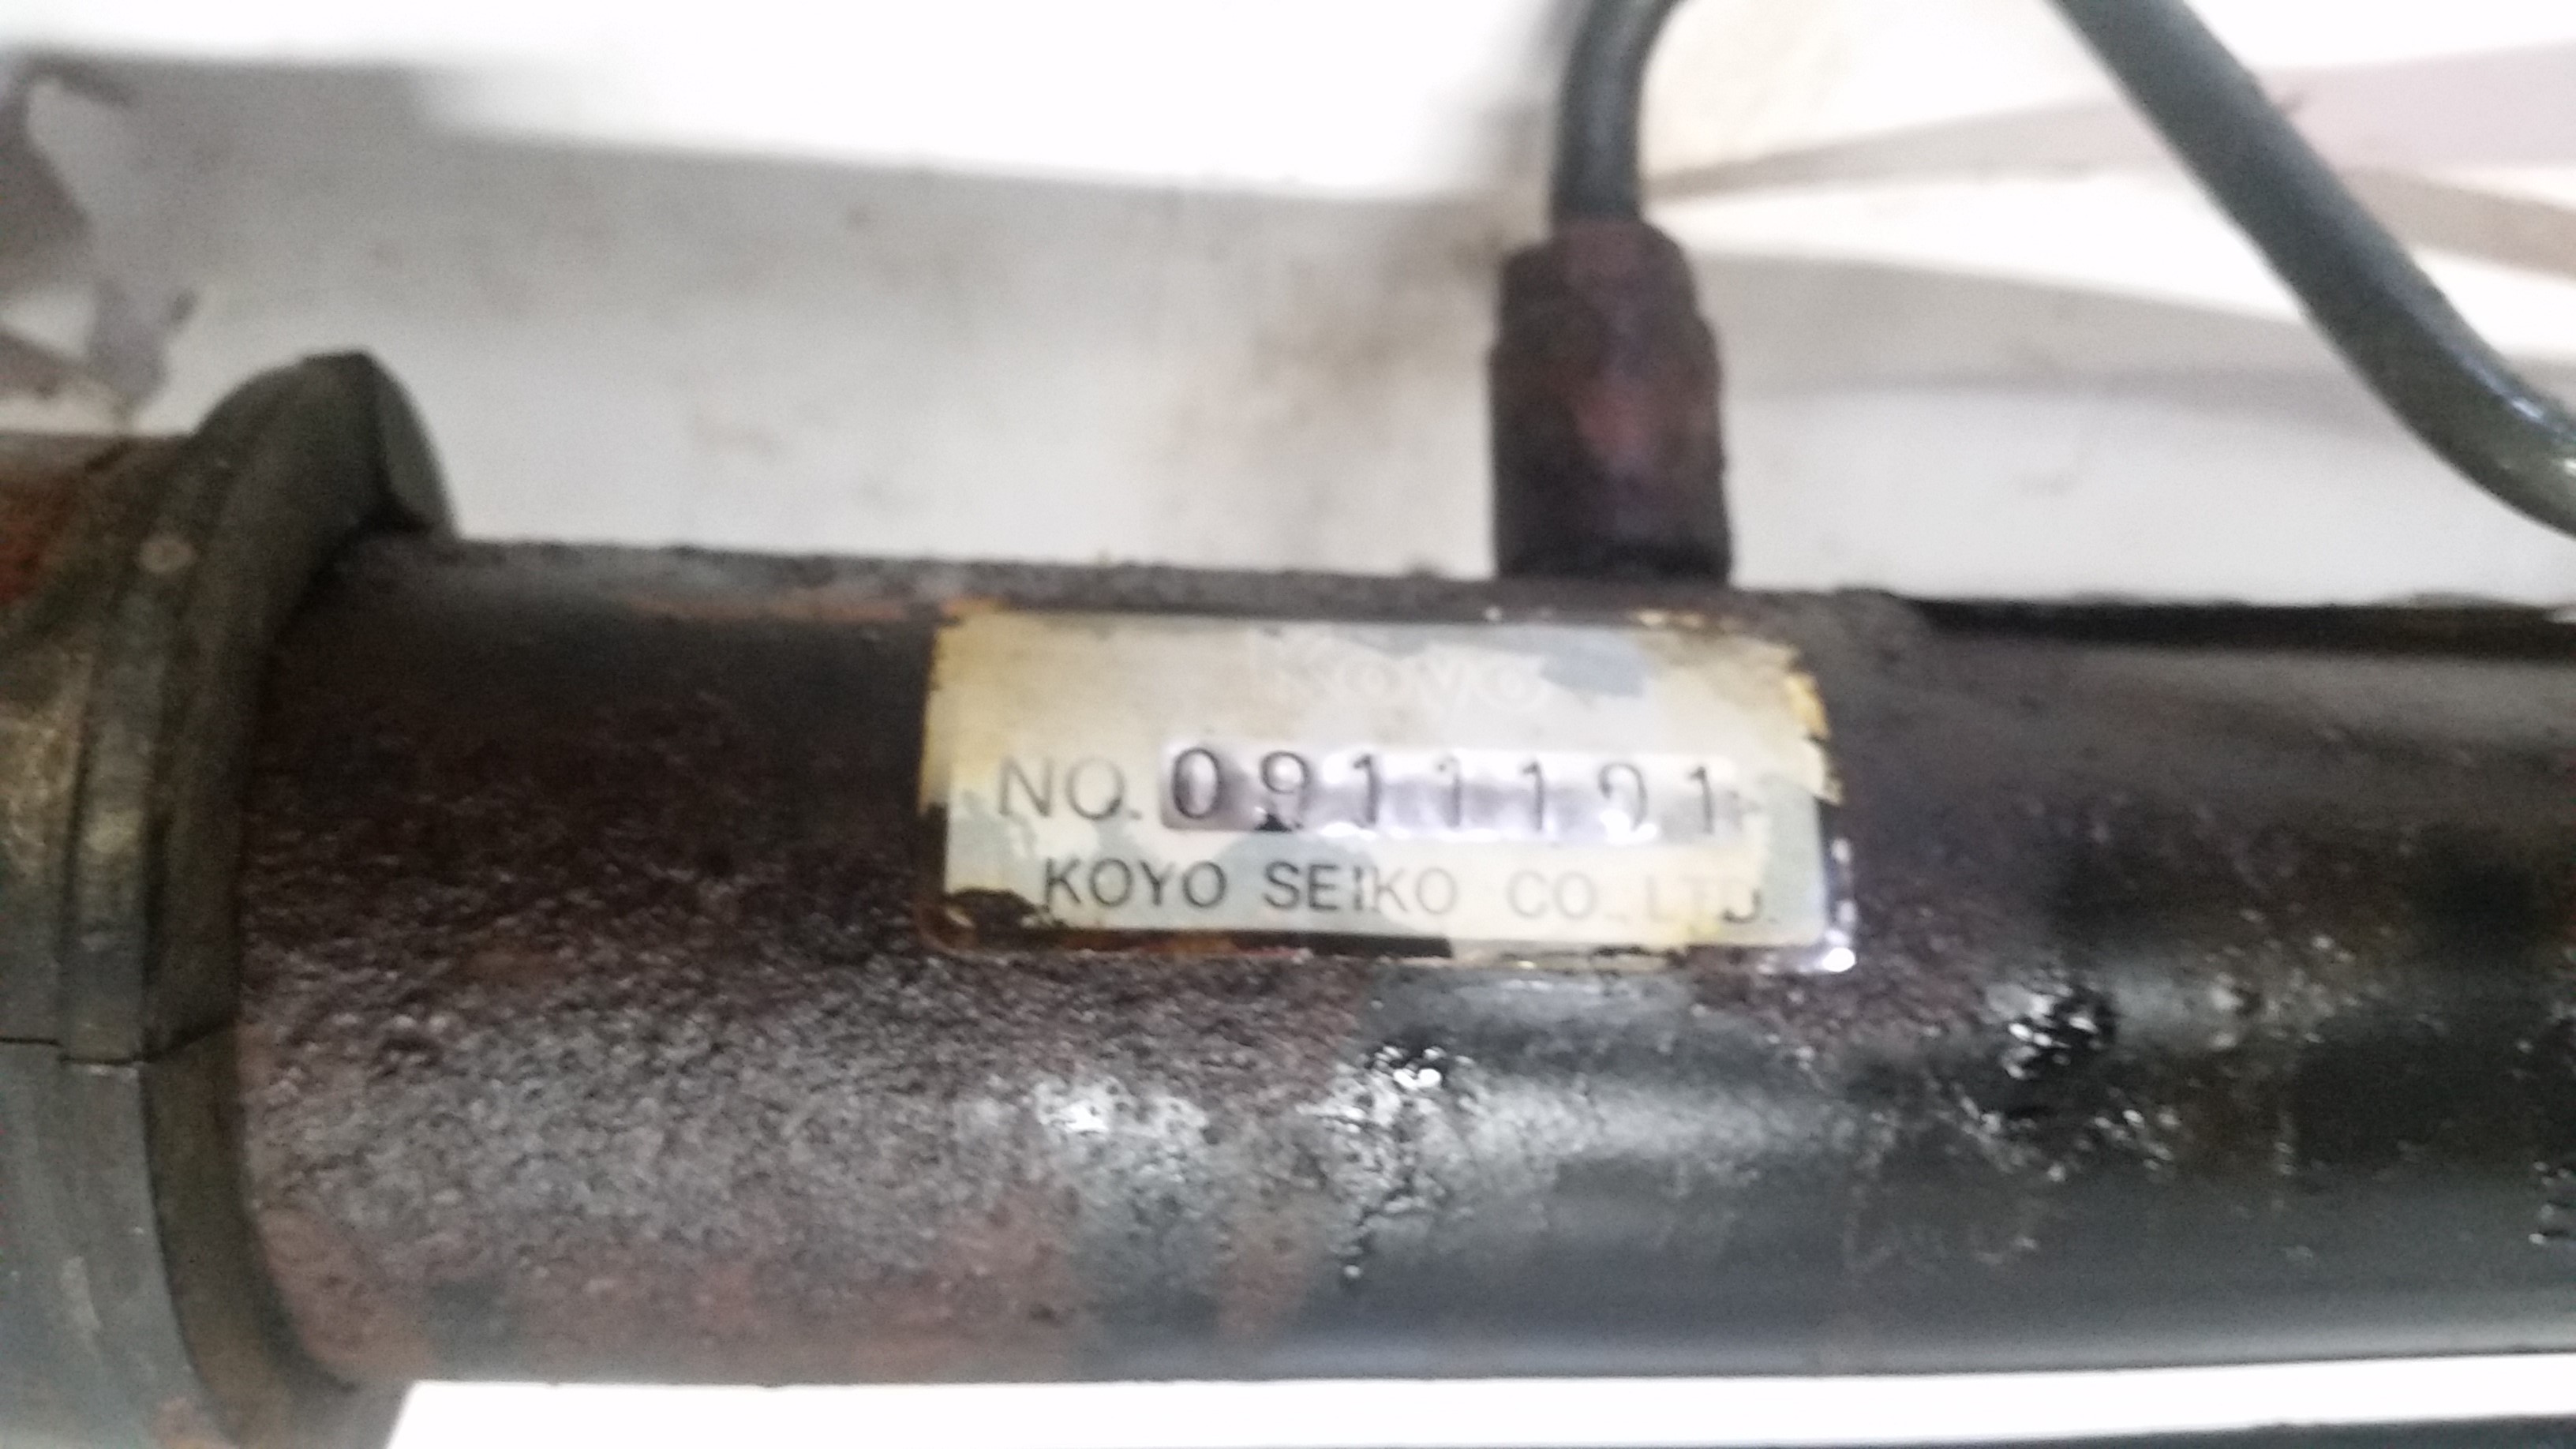 Koyo
NO. 0911101
KOYO SEIKO CO. LTD.